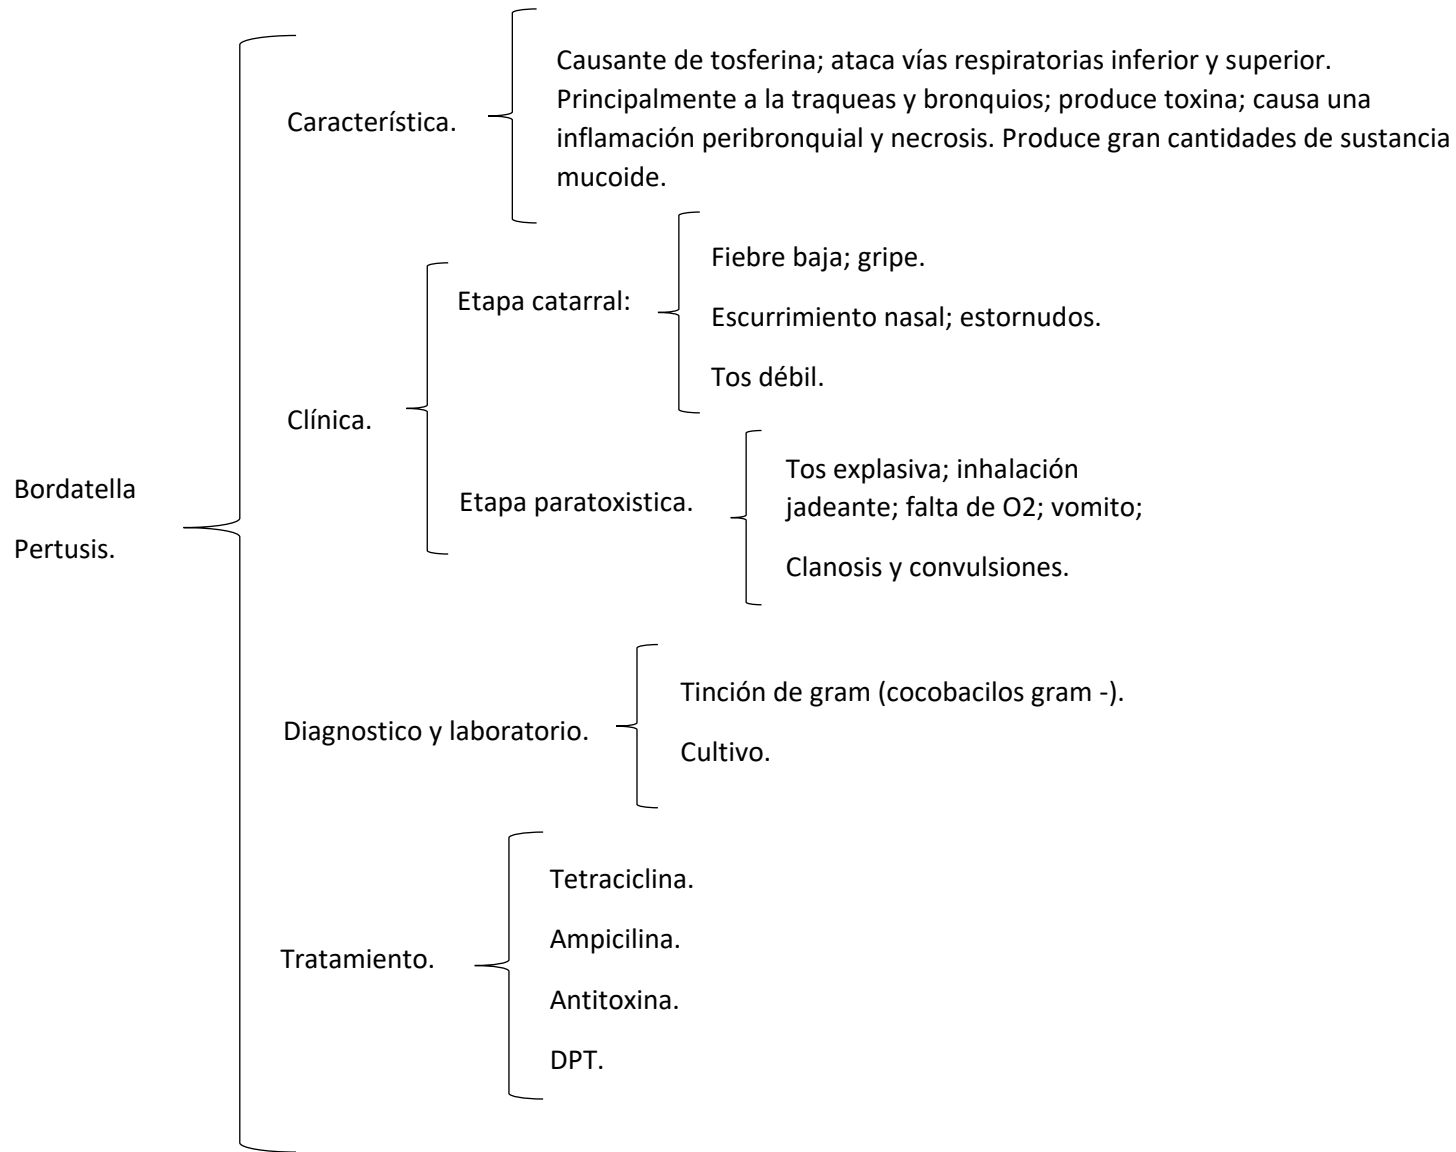 Bordatella
Pertusis.
Característica.
Causante de tosferina; ataca vías respiratorias inferior y superior.
Principalmente a la traqueas y bronquios; produce toxina; causa una
inflamación peribronquial y necrosis. Produce gran cantidades de sustancia
mucoide.
Clínica.
Etapa catarral:
Fiebre baja; gripe.
Escurrimiento nasal; estornudos.
Tos débil.
Etapa paratoxistica.
Tos explasiva; inhalación
jadeante; falta de O2; vomito;
Clanosis y convulsiones.
Diagnostico y laboratorio.
Tinción de gram (cocobacilos gram -).
Cultivo.
Tratamiento.
Tetraciclina.
Ampicilina.
Antitoxina.
DPT.